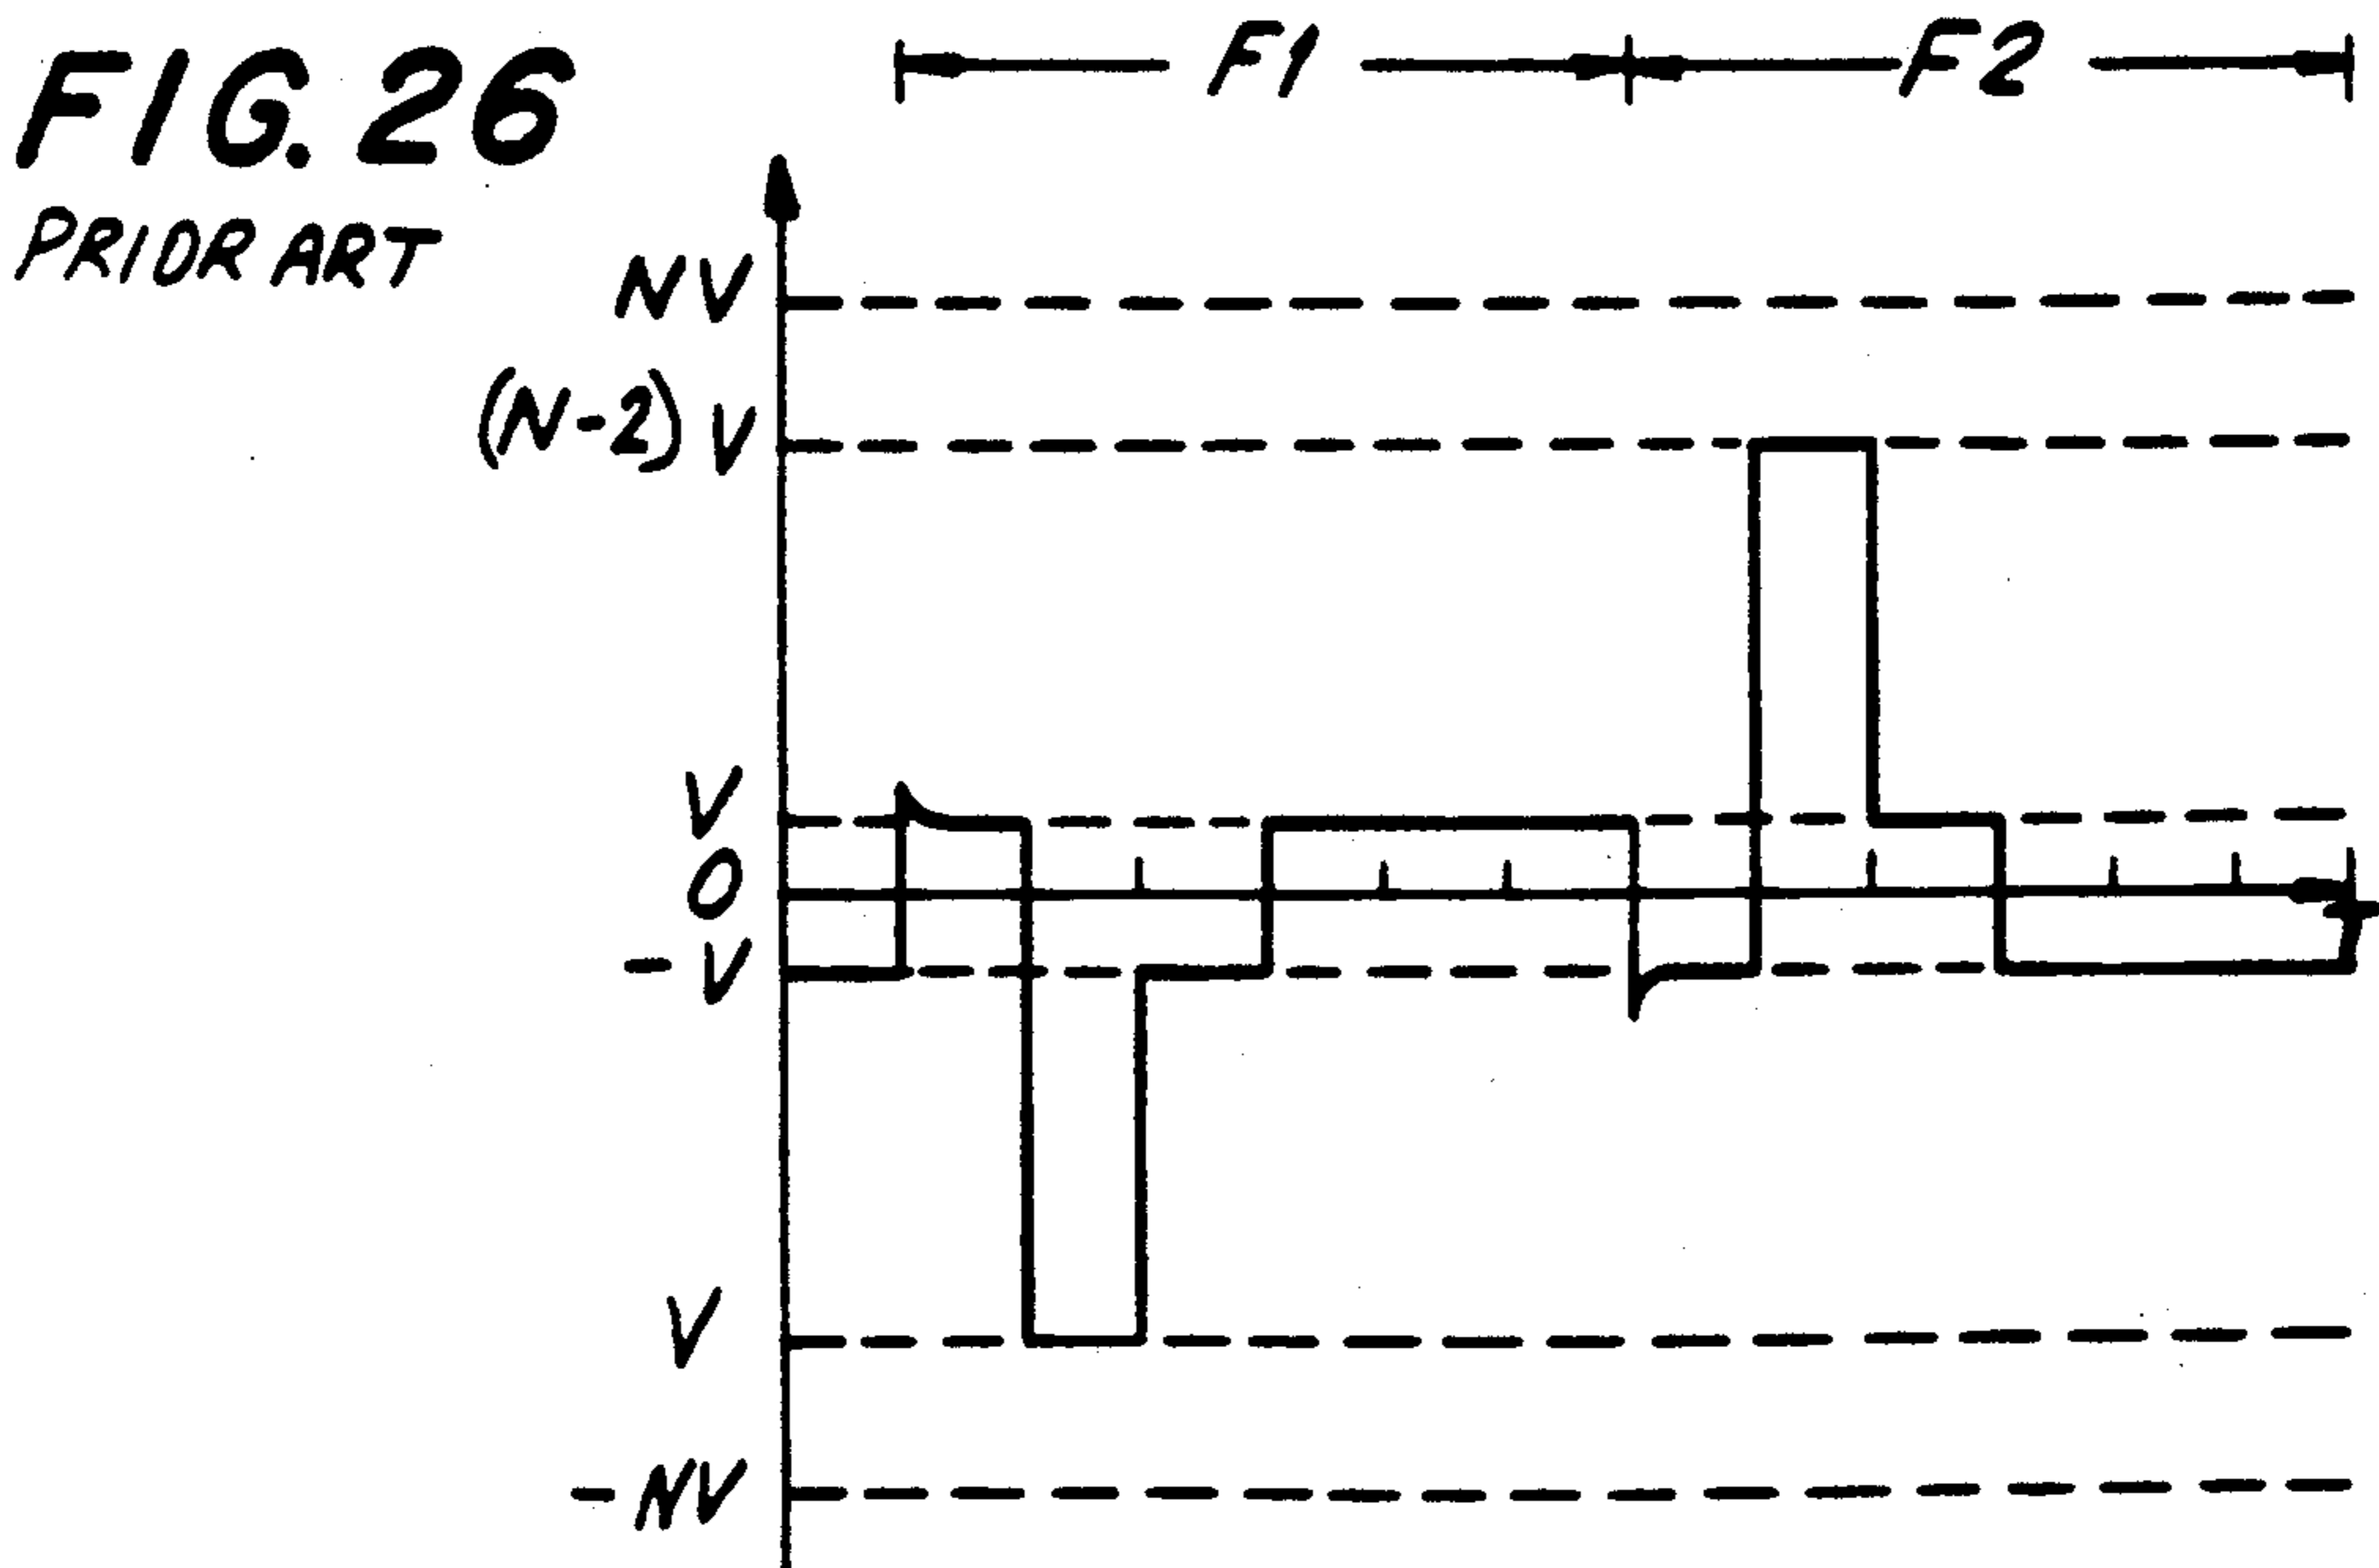 FIG. 26
PRIOR ART
F1
F2
NV
(N-2) V
V
0
-V
V
-NV